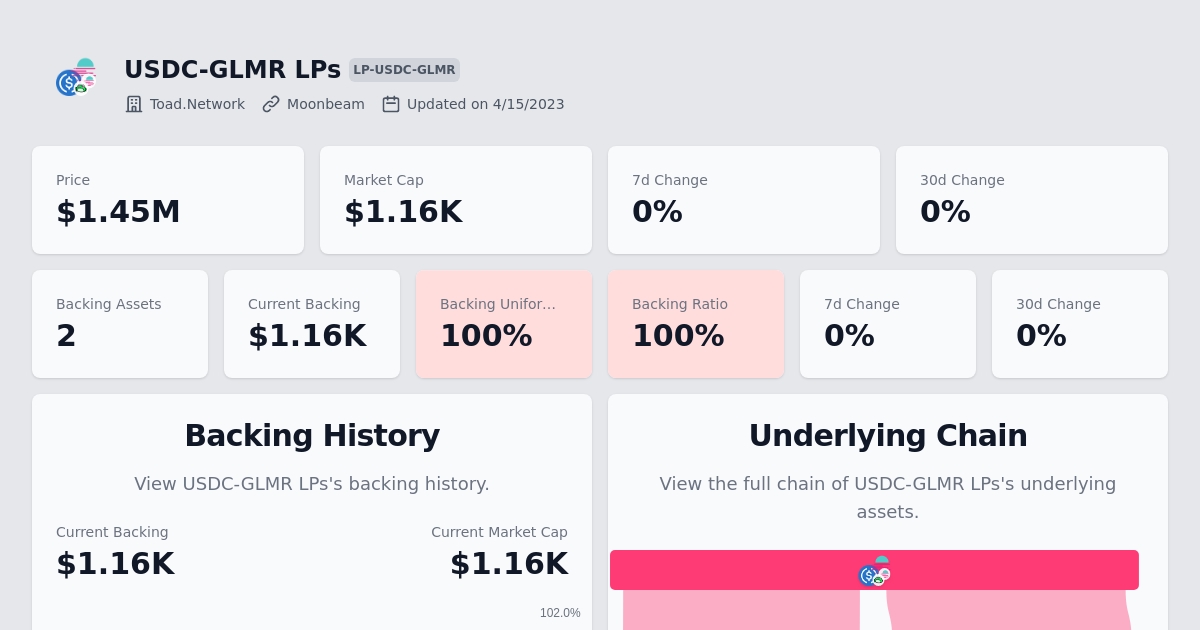 USDC-GLMR LPs LP-USDC-GLMR
Toad.Network Moonbeam Updated on 4/15/2023
Price Market Cap 7d Change 30d Change
$1.45M $1.16K 0% 0%
Backing Assets Current Backing Backing Unifor... Backing Ratio 7d Change 30d Change
2 $1.16K 100% 100% 0% 0%
Backing History
View USDC-GLMR LPs's backing history.
Current Backing Current Market Cap
$1.16K $1.16K
102.0%
Underlying Chain
View the full chain of USDC-GLMR LPs's underlying
assets.